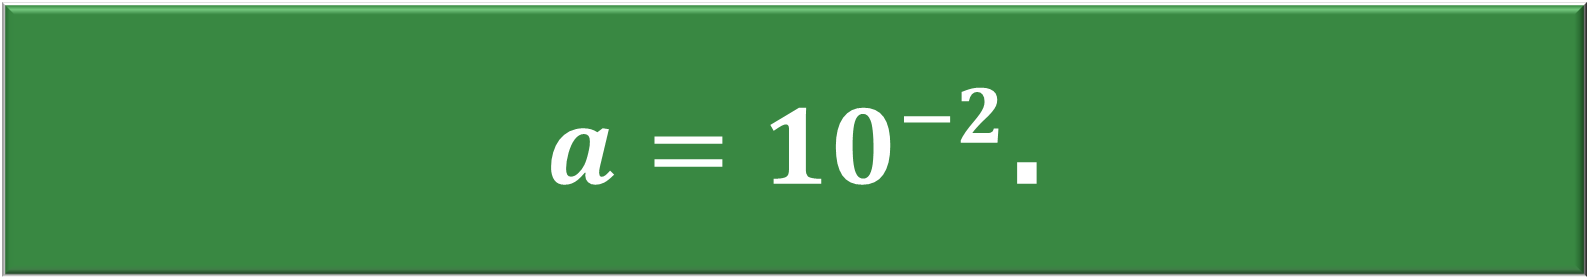 a = 10⁻².